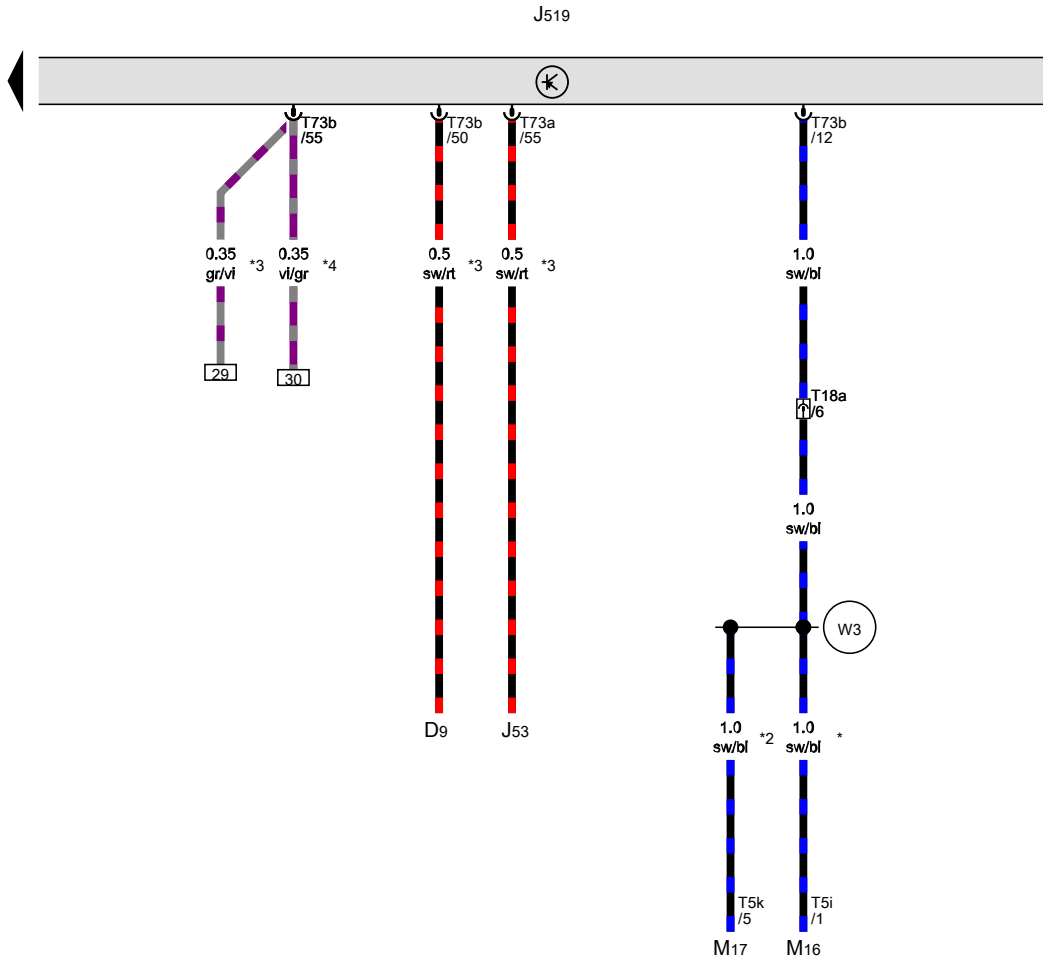 J519
T73b
/55
T73b
/50
T73a
/55
T73b
/12
0.35
gr/vi
*3
0.35
vi/gr
*4
0.5
sw/rt
*3
0.5
sw/rt
*3
1.0
sw/bl
29
30
T18a
/6
1.0
sw/bl
W3
D9
J53
1.0
sw/bl
*2
1.0
sw/bl
*
T5k
/5
T5i
/1
M17
M16